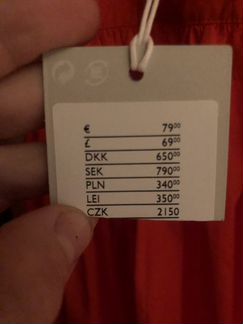 € 79⁰⁰
£ 69⁰⁰
DKK 650⁰⁰
SEK 790⁰⁰
PLN 340⁰⁰
LEI 350⁰⁰
CZK 2150